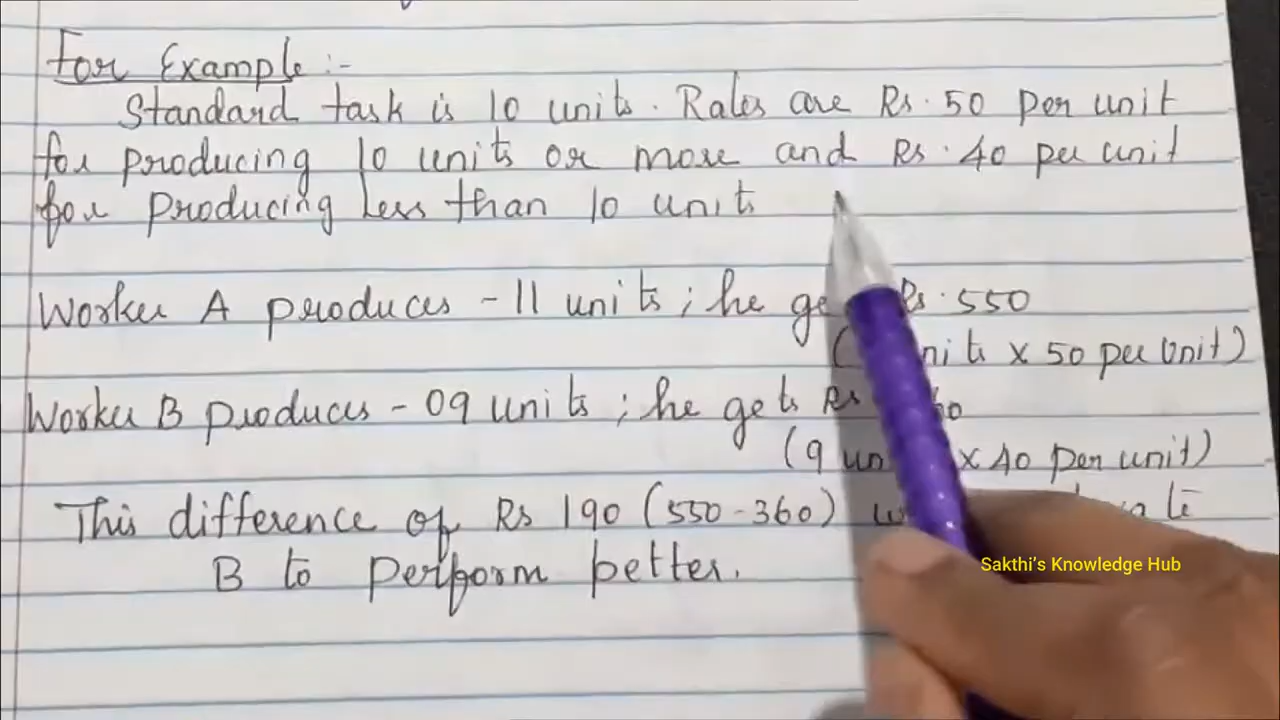 For Example :-
Standard task is 10 units. Rates are Rs. 50 per unit
for producing 10 units or more and Rs. 40 per unit
for producing less than 10 units
Worker A produces - 11 units ; he Rs. 550
x 50 per unit)
Worker B produces - 09 units ; he gets Rs
(9 x 40 per unit)
This difference of Rs 190 (550-360)
B to perform better.
Sakthi's Knowledge Hub